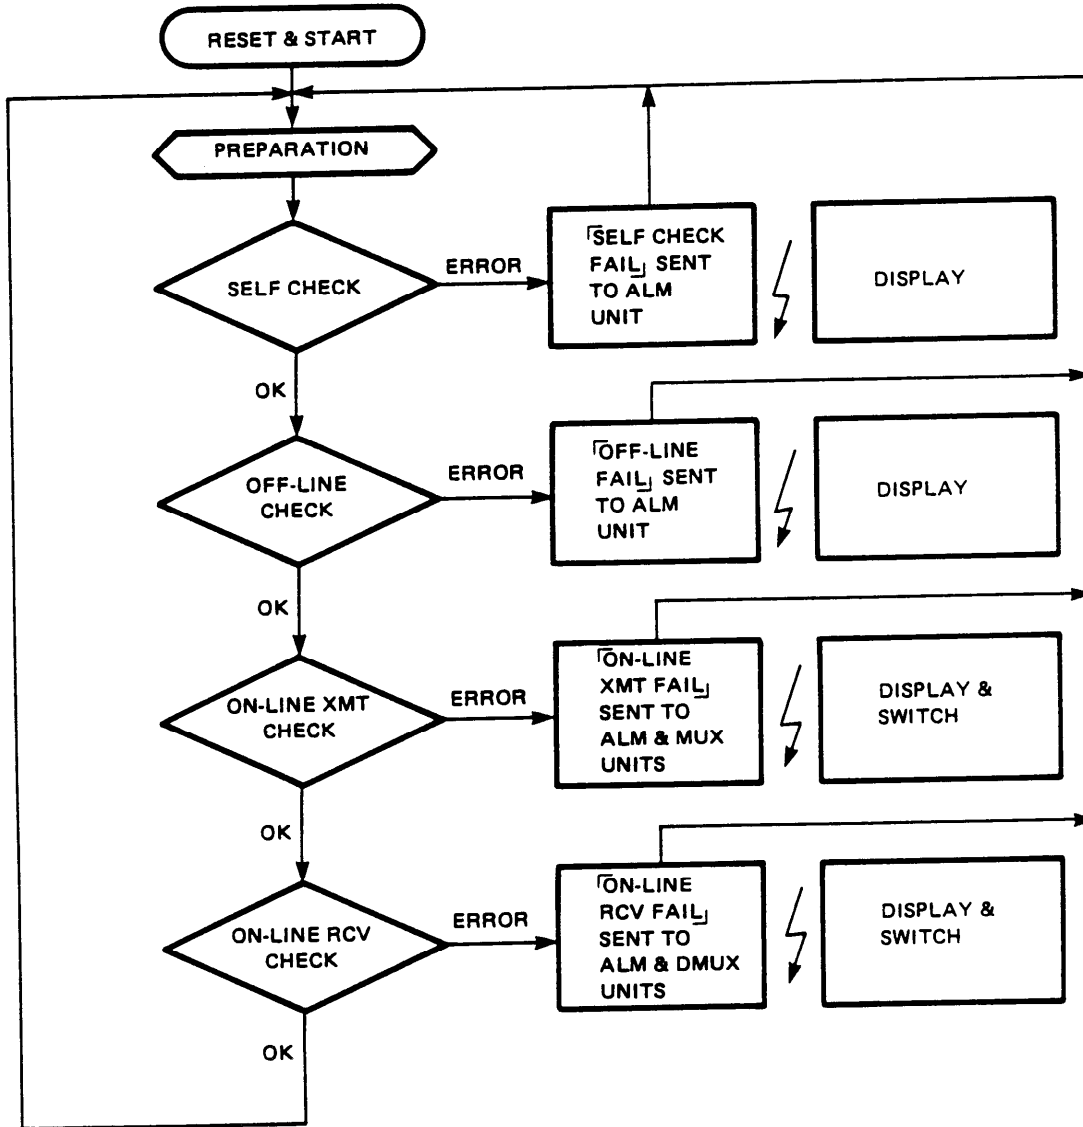 RESET & START
PREPARATION
SELF CHECK
ERROR
「SELF CHECK
FAIL」 SENT
TO ALM
UNIT
DISPLAY
OK
OFF-LINE
CHECK
ERROR
「OFF-LINE
FAIL」 SENT
TO ALM
UNIT
DISPLAY
OK
ON-LINE XMT
CHECK
ERROR
「ON-LINE
XMT FAIL」
SENT TO
ALM & MUX
UNITS
DISPLAY &
SWITCH
OK
ON-LINE RCV
CHECK
ERROR
「ON-LINE
RCV FAIL」
SENT TO
ALM & DMUX
UNITS
DISPLAY &
SWITCH
OK